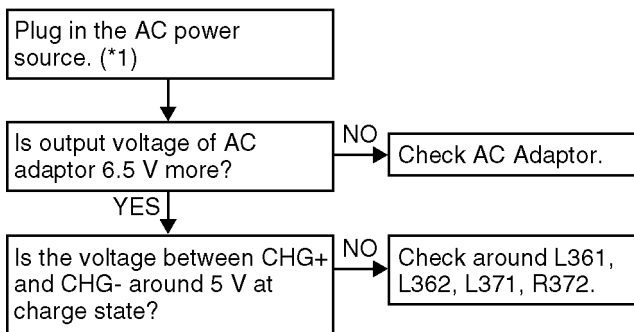 Plug in the AC power
source. (*1)
Is output voltage of AC
adaptor 6.5 V more?
NO
Check AC Adaptor.
YES
Is the voltage between CHG+
and CHG- around 5 V at
charge state?
NO
Check around L361,
L362, L371, R372.